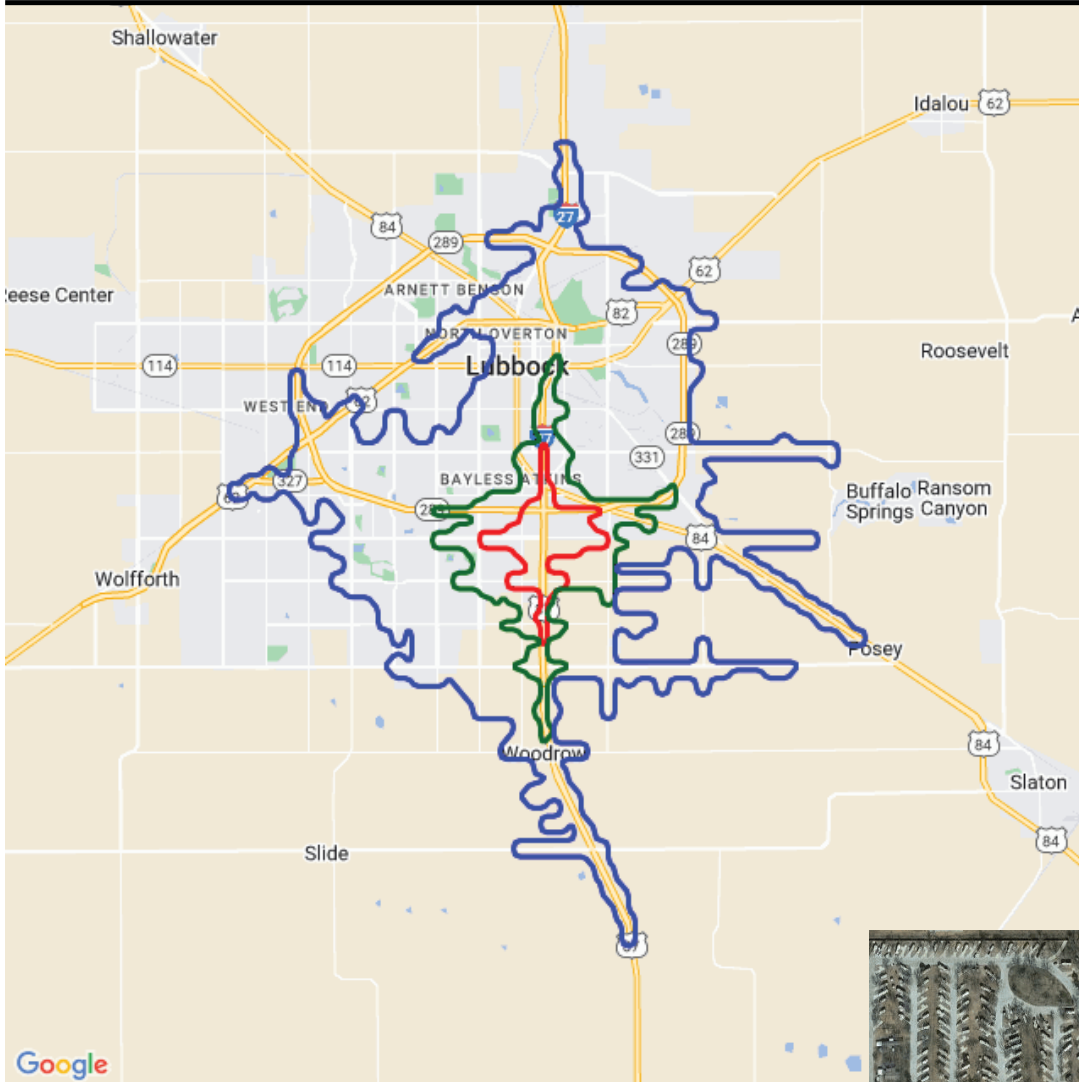 Shallowater
Idalou
62
27
84
289
62
Reese Center
ARNETT BENSON
82
NORTH OVERTON
114
114
Lubbock
289
Roosevelt
WEST END
62
27
289
331
BAYLESS ATKINS
327
62
289
Buffalo
Springs
Ransom
Canyon
84
Wolfforth
Posey
Woodrow
84
Slaton
84
Slide
87
Google